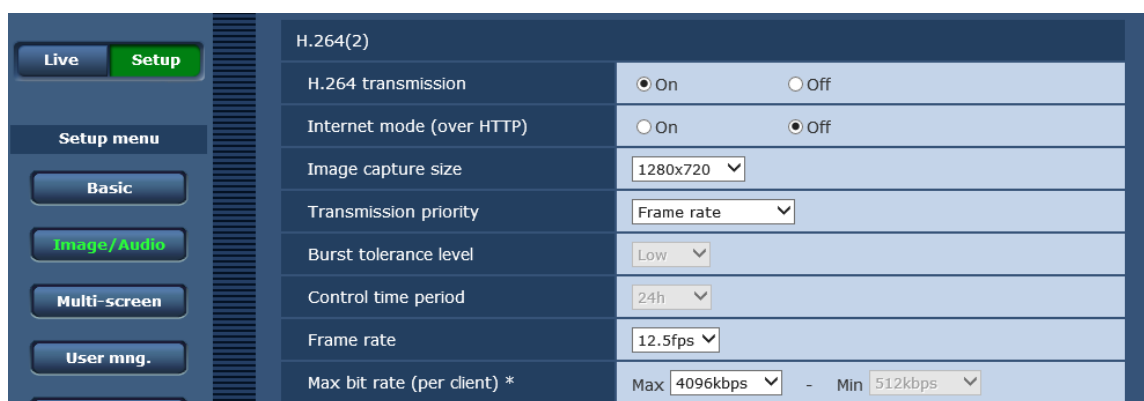 Live Setup
Setup menu
Basic
Image/Audio
Multi-screen
User mng.
H.264(2)
H.264 transmission On Off
Internet mode (over HTTP) On Off
Image capture size 1280x720
Transmission priority Frame rate
Burst tolerance level Low
Control time period 24h
Frame rate 12.5fps
Max bit rate (per client) * Max 4096kbps - Min 512kbps